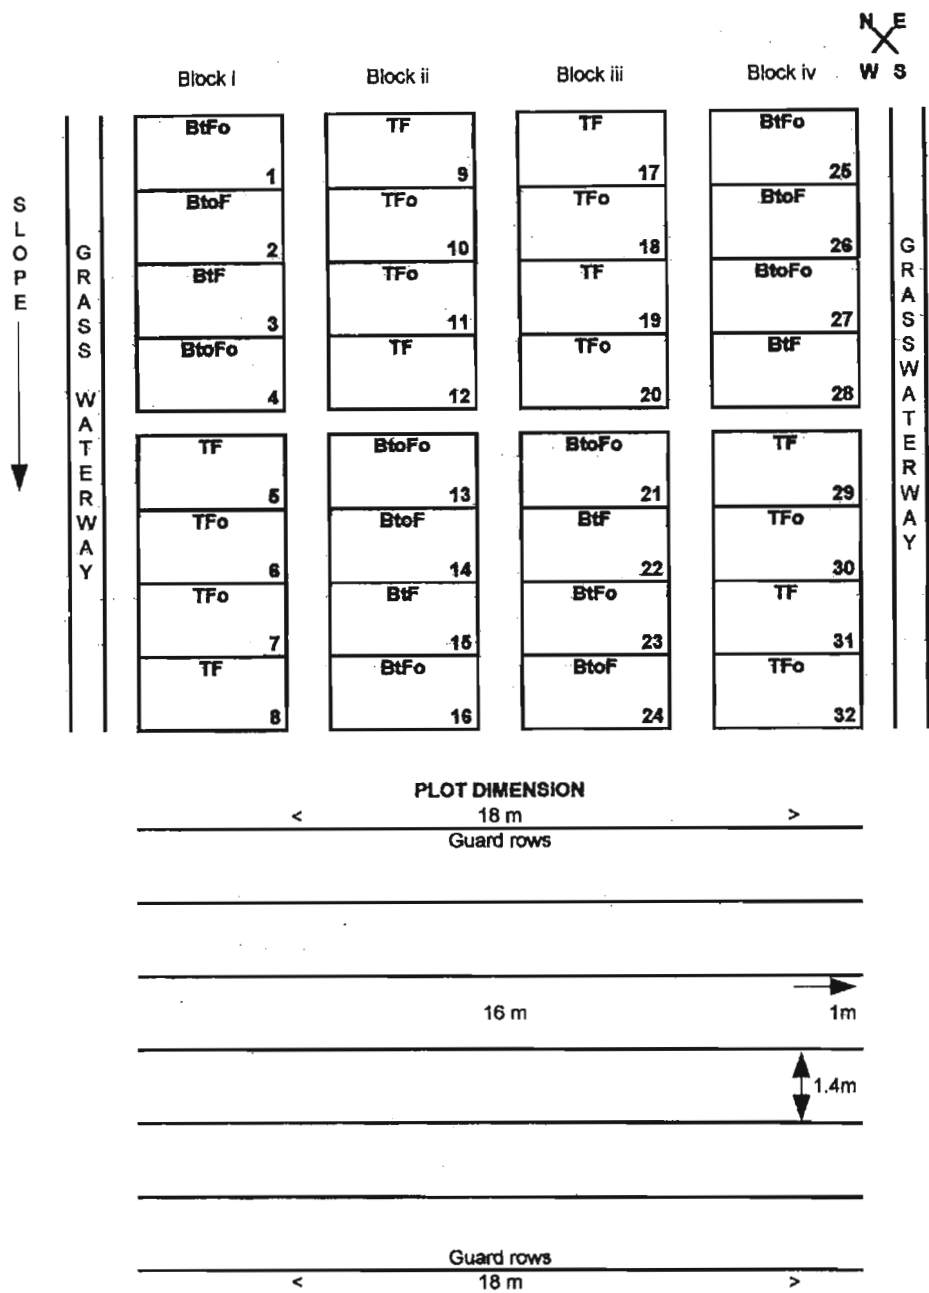 N E
W S
Block i Block ii Block iii Block iv
BtFo TF TF BtFo
1 9 17 25
BtoF TFo TFo BtoF
2 10 18 26
BtF TFo TF BtoFo
3 11 19 27
BtoFo TF TFo BtF
4 12 20 28
TF BtoFo BtoFo TF
5 13 21 29
TFo BtoF BtF TFo
6 14 22 30
TFo BtF BtFo TF
7 15 23 31
TF BtFo BtoF TFo
8 16 24 32
SLOPE
GRASS WATERWAY
GRASSWATERWAY
PLOT DIMENSION
< 18 m >
Guard rows
16 m 1m
1.4m
Guard rows
< 18 m >